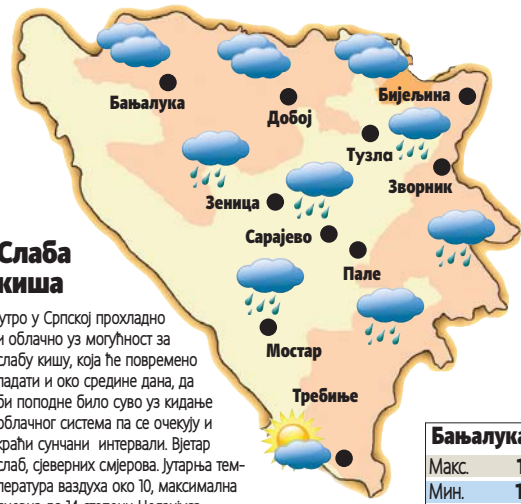 Бањалука
Добој
Бијељина
Тузла
Зворник
Зеница
Сарајево
Пале
Мостар
Требиње
Слаба
киша
утро у Српској прохладно
и облачно уз могућност за
слабу кишу, која ће повремено
падати и око средине дана, да
би поподне било суво уз кидање
облачног система па се очекују и
краћи сунчани интервали. Вјетар
слаб, сјеверних смјерова. Јутарња тем-
пература ваздуха око 10, максимална
Бањалука
Макс.
Мин.